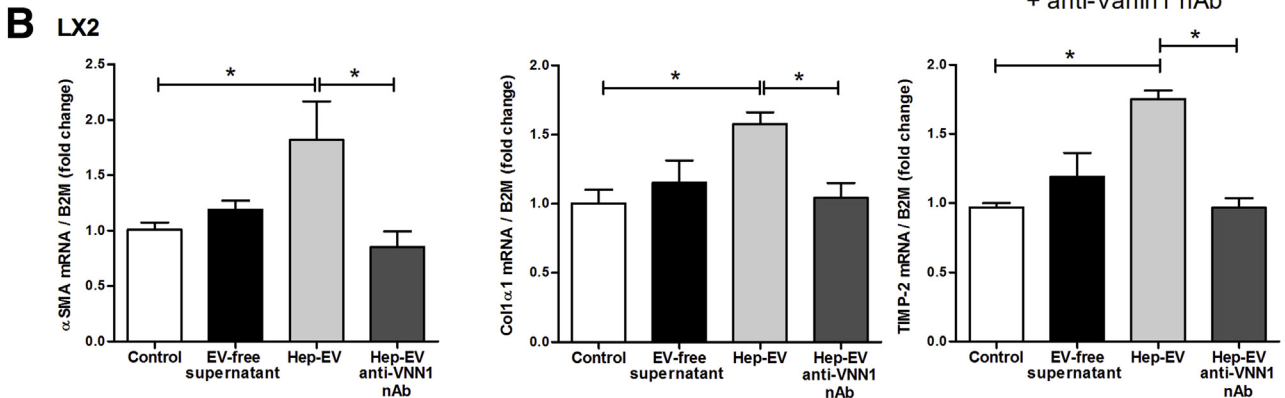 + anti-Vanin1 nAb
B LX2
αSMA mRNA / B2M (fold change)
2.5
2.0
1.5
1.0
0.5
0.0
*
*
Control
EV-free
supernatant
Hep-EV
Hep-EV
anti-VNN1
nAb
Col1α1 mRNA / B2M (fold change)
2.0
1.5
1.0
0.5
0.0
*
*
Control
EV-free
supernatant
Hep-EV
Hep-EV
anti-VNN1
nAb
TIMP-2 mRNA / B2M (fold change)
2.0
1.5
1.0
0.5
0.0
*
*
Control
EV-free
supernatant
Hep-EV
Hep-EV
anti-VNN1
nAb